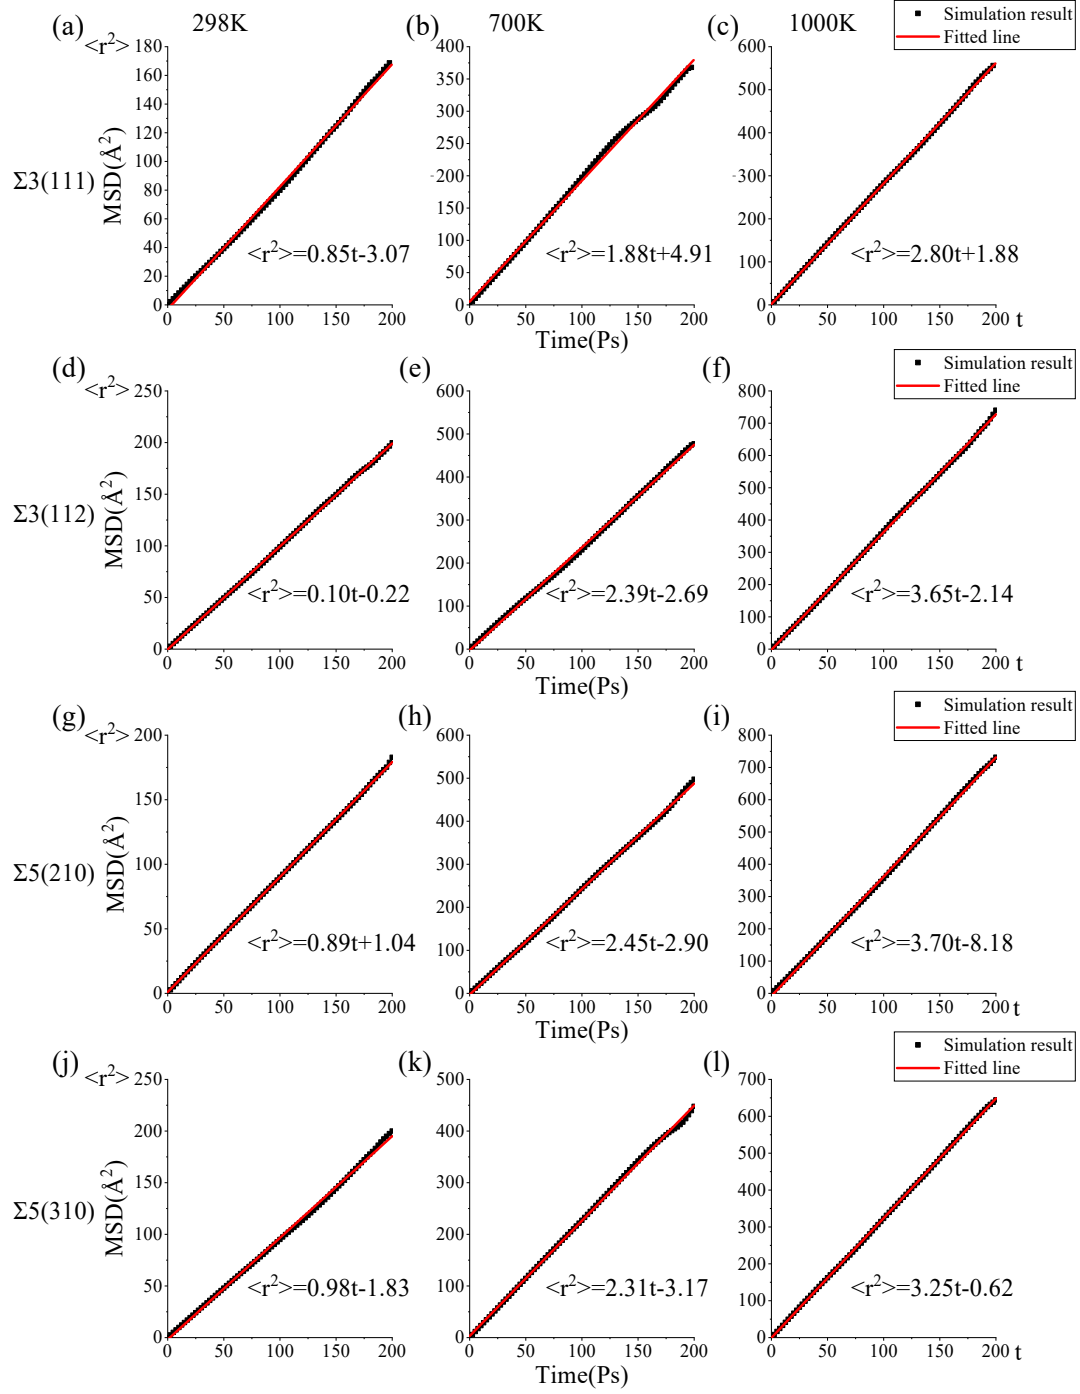 (a) 298K (b) 700K (c) 1000K
Simulation result
Fitted line
<r²>
180
160
140
120
100
80
60
40
20
0
0 50 100 150 200
MSD(Å²)
Σ3(111)
<r²>=0.85t-3.07
400
350
300
250
-200
150
100
50
0
0 50 100 150 200
<r²>=1.88t+4.91
Time(Ps)
600
500
400
-300
200
100
0
0 50 100 150 200 t
<r²>=2.80t+1.88
(d) (e) (f)
Simulation result
Fitted line
<r²>
250
200
150
100
50
0
0 50 100 150 200
MSD(Å²)
Σ3(112)
<r²>=0.10t-0.22
600
500
400
300
200
100
0
0 50 100 150 200
<r²>=2.39t-2.69
Time(Ps)
800
700
600
500
400
300
200
100
0
0 50 100 150 200 t
<r²>=3.65t-2.14
(g) (h) (i)
Simulation result
Fitted line
<r²>
200
150
100
50
0
0 50 100 150 200
MSD(Å²)
Σ5(210)
<r²>=0.89t+1.04
600
500
400
300
200
100
0
0 50 100 150 200
<r²>=2.45t-2.90
Time(Ps)
800
700
600
500
400
300
200
100
0
0 50 100 150 200 t
<r²>=3.70t-8.18
(j) (k) (l)
Simulation result
Fitted line
<r²>
250
200
150
100
50
0
0 50 100 150 200
MSD(Å²)
Σ5(310)
<r²>=0.98t-1.83
500
400
300
200
100
0
0 50 100 150 200
<r²>=2.31t-3.17
Time(Ps)
700
600
500
400
300
200
100
0
0 50 100 150 200 t
<r²>=3.25t-0.62